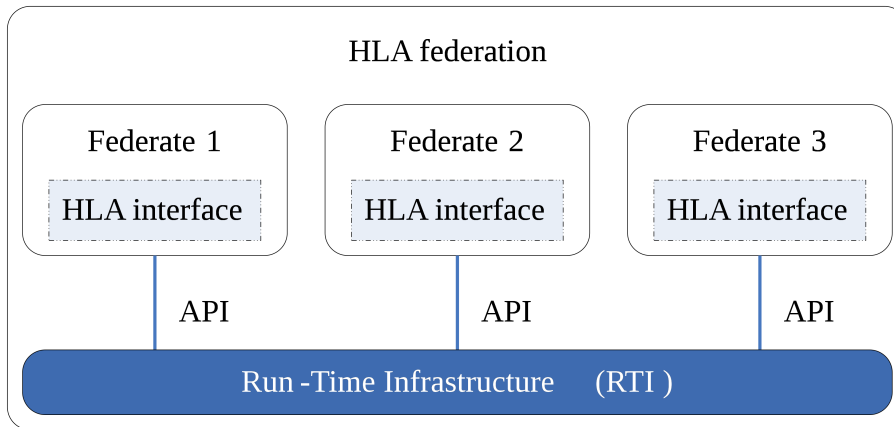 HLA federation
Federate 1
Federate 2
Federate 3
HLA interface
HLA interface
HLA interface
API
API
API
Run -Time Infrastructure (RTI )